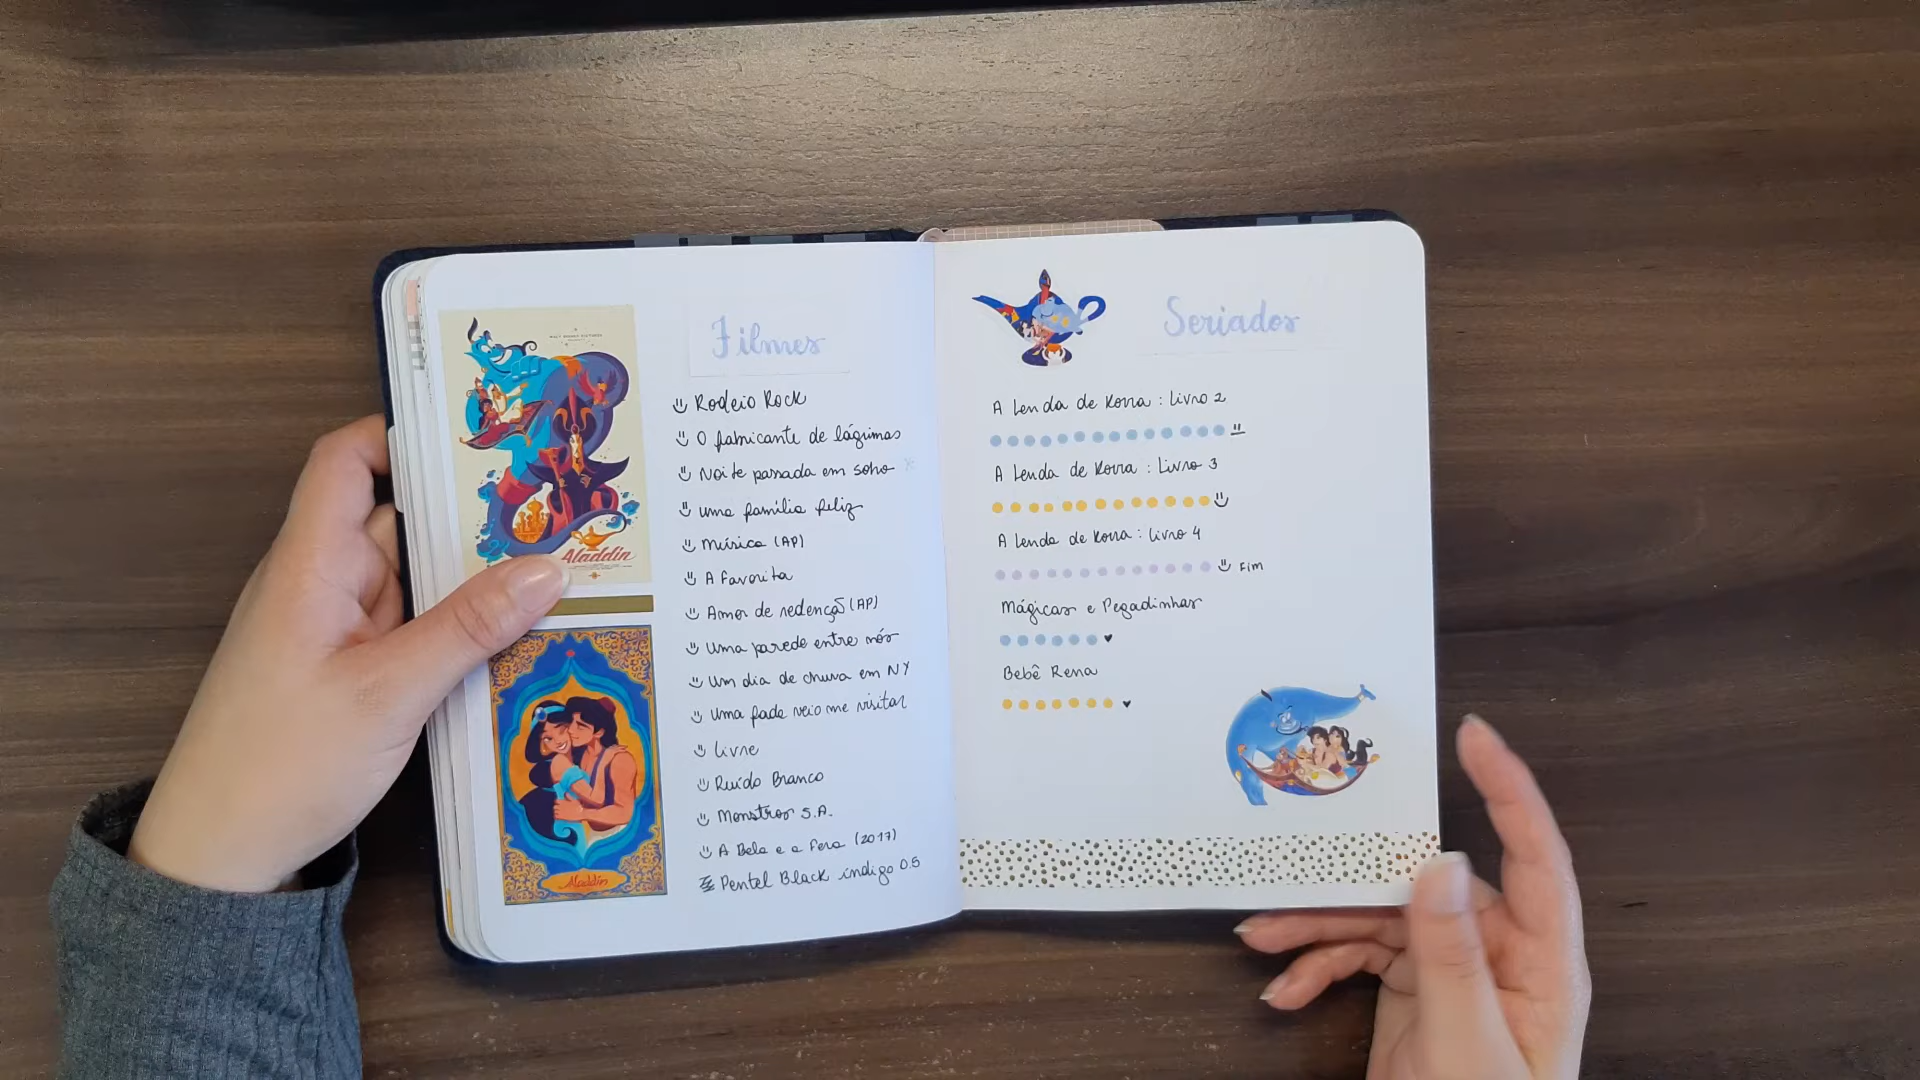 Aladdin
Aladdin
Filmes
Rodeio Rock
O fabricante de lágrimas
Noite passada em soho
uma família feliz
Música (AP)
A favorita
Amor de redenção (AP)
Uma parede entre nós
Um dia de chuva em NY
Uma fada veio me visitar
Livre
Ruído Branco
Monstros S.A.
A Bela e a Fera (2017)
Pentel Black índigo 0.5
Seriados
A Lenda de Korra : Livro 2
A Lenda de Korra : Livro 3
A Lenda de Korra : Livro 4
Fim
Mágicas e Pegadinhas
Bebê Rena